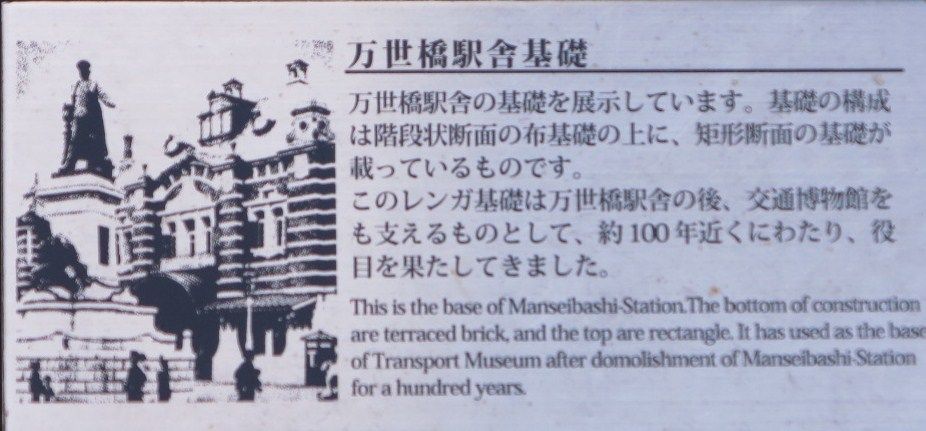 万世橋駅舎基礎
万世橋駅舎の基礎を展示しています。基礎の構成
は階段状断面の布基礎の上に、矩形断面の基礎が
載っているものです。
このレンガ基礎は万世橋駅舎の後、交通博物館を
も支えるものとして、約100年近くにわたり、役
目を果たしてきました。
This is the base of Manseibashi-Station.The bottom of construction
are terraced brick, and the top are rectangle. It has used as the base
of Transport Museum after domolishment of Manseibashi-Station
for a hundred years.